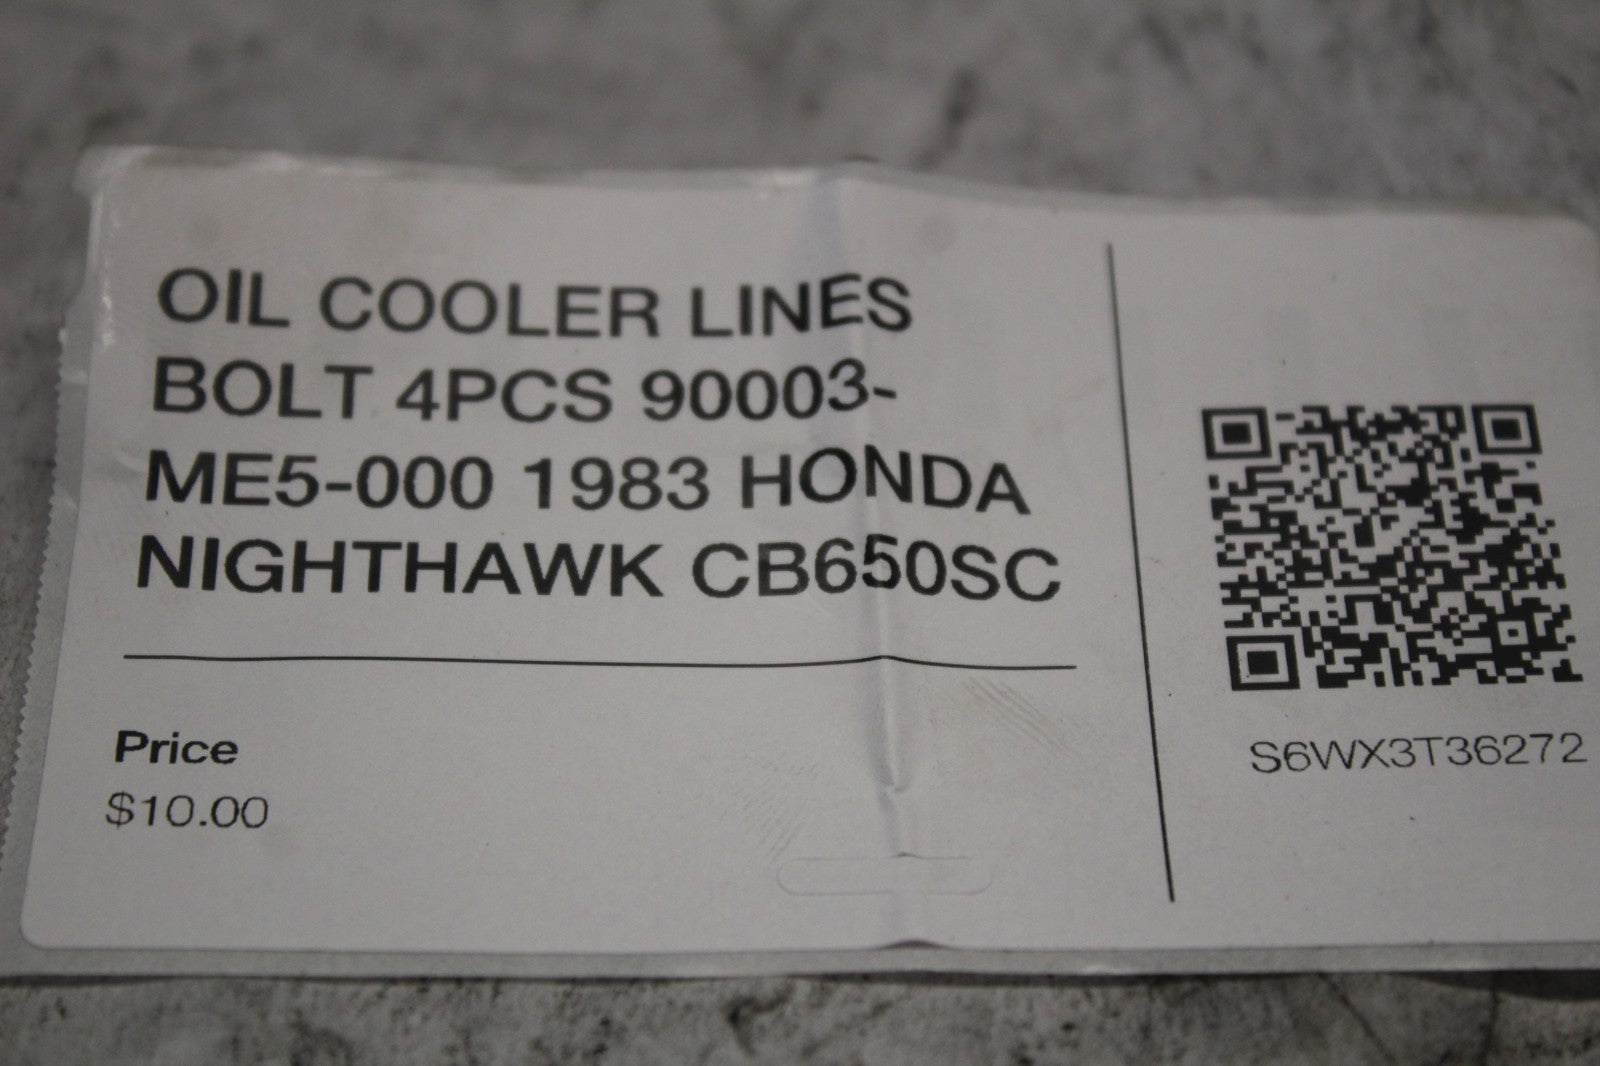 OIL COOLER LINES
BOLT 4PCS 90003-
ME5-000 1983 HONDA
NIGHTHAWK CB650SC
Price
$10.00
S6WX3T36272